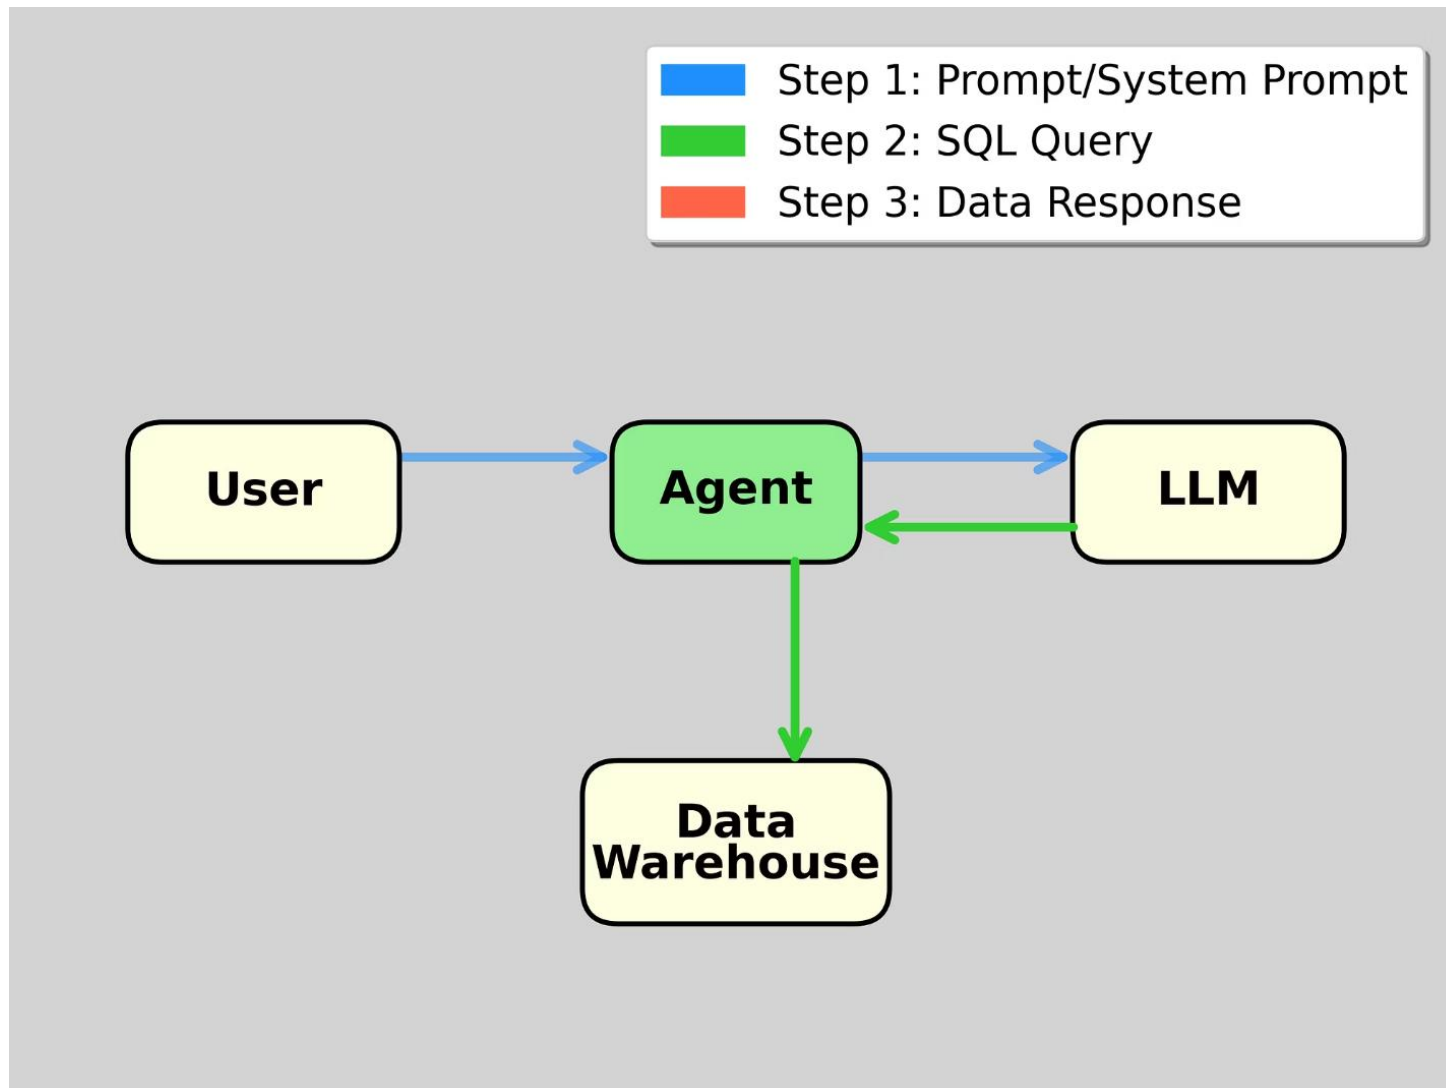 Step 1: Prompt/System Prompt
Step 2: SQL Query
Step 3: Data Response
User
Agent
LLM
Data
Warehouse